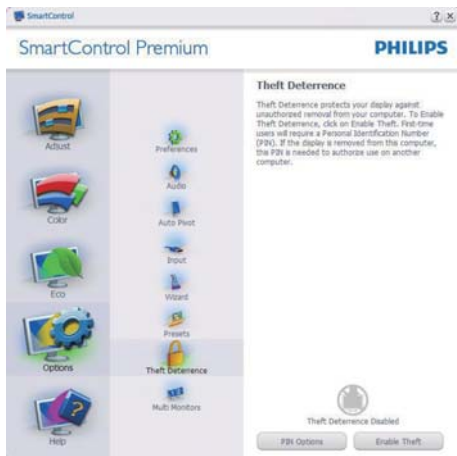 SmartControl
? X
SmartControl Premium
PHILIPS
Adjust
Color
Eco
Options
Help
Preferences
Audio
Auto Pivot
Input
Wizard
Presets
Theft Deterrence
Multi Monitors
Theft Deterrence
Theft Deterrence protects your display against
unauthorized removal from your computer. To Enable
Theft Deterrence, click on Enable Theft. First-time
users will require a Personal Identification Number
(PIN). If the display is removed from this computer,
this PIN is needed to authorize use on another
computer.
Theft Deterrence Disabled
PIN Options
Enable Theft